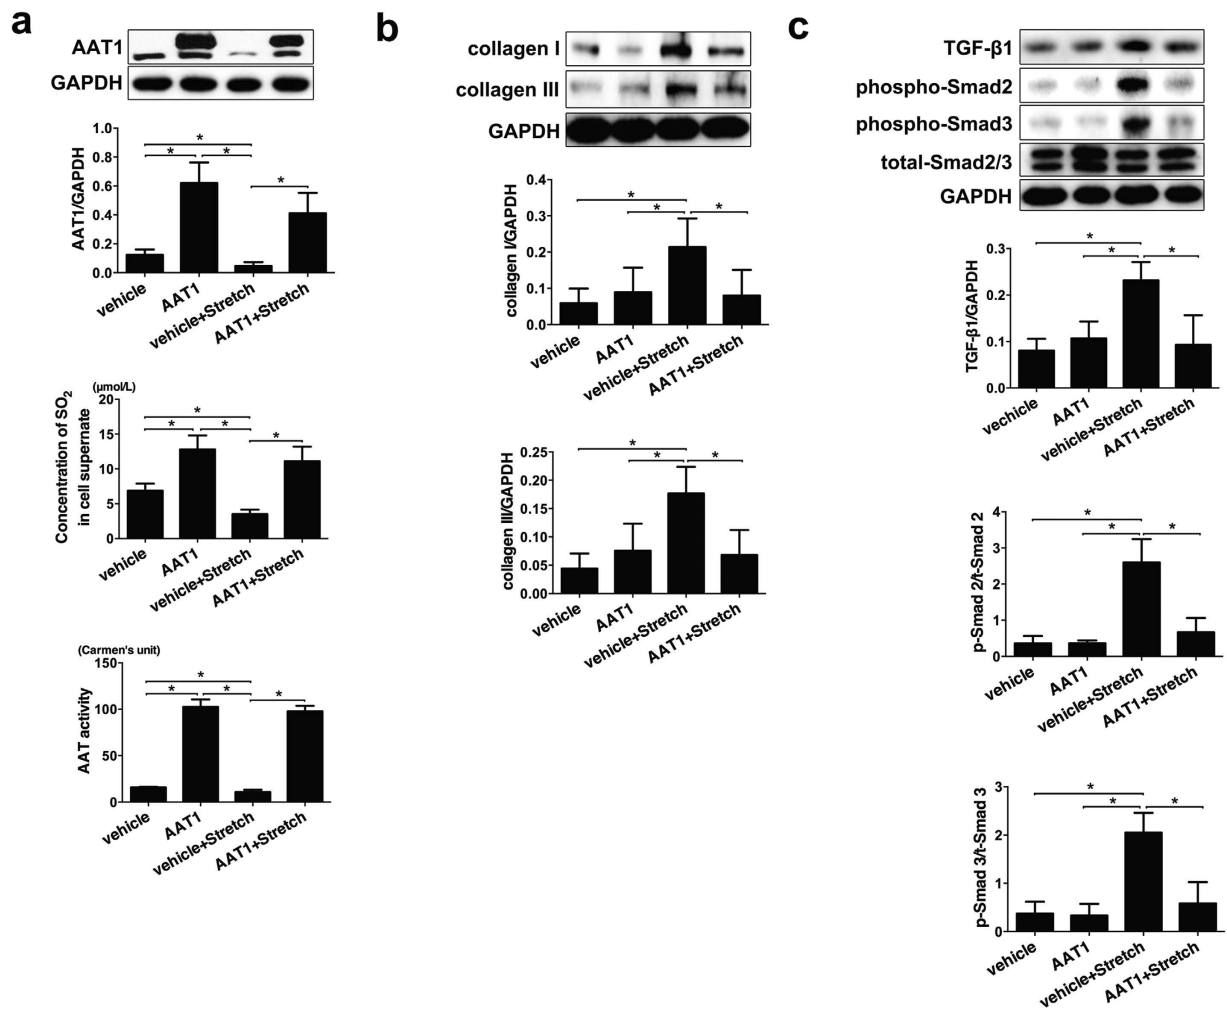 a
AAT1
GAPDH
AAT1/GAPDH
1.0
0.8
0.6
0.4
0.2
0.0
* * * *
vehicle
AAT1
vehicle+Stretch
AAT1+Stretch
(µmol/L)
Concentration of SO2
in cell supernate
20
15
10
5
0
* * * *
vehicle
AAT1
vehicle+Stretch
AAT1+Stretch
(Carmen's unit)
AAT activity
150
100
50
0
* * * *
vehicle
AAT1
vehicle+Stretch
AAT1+Stretch
b
collagen I
collagen III
GAPDH
collagen I/GAPDH
0.4
0.3
0.2
0.1
0.0
* * *
vehicle
AAT1
vehicle+Stretch
AAT1+Stretch
collagen III/GAPDH
0.25
0.20
0.15
0.10
0.05
0.00
* * *
vehicle
AAT1
vehicle+Stretch
AAT1+Stretch
c
TGF-β1
phospho-Smad2
phospho-Smad3
total-Smad2/3
GAPDH
TGF-β1/GAPDH
0.3
0.2
0.1
0.0
* * *
vechicle
AAT1
vehicle+Stretch
AAT1+Stretch
p-Smad 2/t-Smad 2
4
3
2
1
0
* * *
vehicle
AAT1
vehicle+Stretch
AAT1+Stretch
p-Smad 3/t-Smad 3
3
2
1
0
* * *
vehicle
AAT1
vehicle+Stretch
AAT1+Stretch